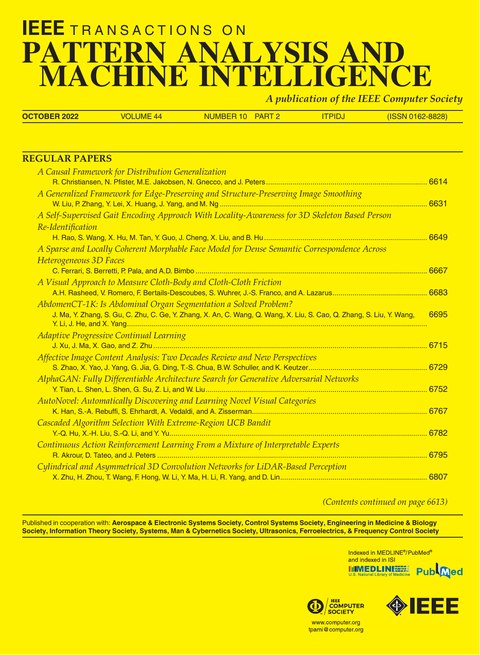 IEEE TRANSACTIONS ON
PATTERN ANALYSIS AND
MACHINE INTELLIGENCE
A publication of the IEEE Computer Society
OCTOBER 2022 VOLUME 44 NUMBER 10 PART 2 ITPIDJ (ISSN 0162-8828)
REGULAR PAPERS
A Causal Framework for Distribution Generalization
R. Christiansen, N. Pfister, M.E. Jakobsen, N. Gnecco, and J. Peters 6614
A Generalized Framework for Edge-Preserving and Structure-Preserving Image Smoothing
W. Liu, P. Zhang, Y. Lei, X. Huang, J. Yang, and M. Ng 6631
A Self-Supervised Gait Encoding Approach With Locality-Awareness for 3D Skeleton Based Person
Re-Identification
H. Rao, S. Wang, X. Hu, M. Tan, Y. Guo, J. Cheng, X. Liu, and B. Hu 6649
A Sparse and Locally Coherent Morphable Face Model for Dense Semantic Correspondence Across
Heterogeneous 3D Faces
C. Ferrari, S. Berretti, P. Pala, and A.D. Bimbo 6667
A Visual Approach to Measure Cloth-Body and Cloth-Cloth Friction
A.H. Rasheed, V. Romero, F. Bertails-Descoubes, S. Wuhrer, J.-S. Franco, and A. Lazarus 6683
AbdomenCT-1K: Is Abdominal Organ Segmentation a Solved Problem?
J. Ma, Y. Zhang, S. Gu, C. Zhu, C. Ge, Y. Zhang, X. An, C. Wang, Q. Wang, X. Liu, S. Cao, Q. Zhang, S. Liu, Y. Wang, 6695
Y. Li, J. He, and X. Yang
Adaptive Progressive Continual Learning
J. Xu, J. Ma, X. Gao, and Z. Zhu 6715
Affective Image Content Analysis: Two Decades Review and New Perspectives
S. Zhao, X. Yao, J. Yang, G. Jia, G. Ding, T.-S. Chua, B.W. Schuller, and K. Keutzer 6729
AlphaGAN: Fully Differentiable Architecture Search for Generative Adversarial Networks
Y. Tian, L. Shen, L. Shen, G. Su, Z. Li, and W. Liu 6752
AutoNovel: Automatically Discovering and Learning Novel Visual Categories
K. Han, S.-A. Rebuffi, S. Ehrhardt, A. Vedaldi, and A. Zisserman 6767
Cascaded Algorithm Selection With Extreme-Region UCB Bandit
Y.-Q. Hu, X.-H. Liu, S.-Q. Li, and Y. Yu 6782
Continuous Action Reinforcement Learning From a Mixture of Interpretable Experts
R. Akrour, D. Tateo, and J. Peters 6795
Cylindrical and Asymmetrical 3D Convolution Networks for LiDAR-Based Perception
X. Zhu, H. Zhou, T. Wang, F. Hong, W. Li, Y. Ma, H. Li, R. Yang, and D. Lin 6807
(Contents continued on page 6613)
Published in cooperation with: Aerospace & Electronic Systems Society, Control Systems Society, Engineering in Medicine & Biology
Society, Information Theory Society, Systems, Man & Cybernetics Society, Ultrasonics, Ferroelectrics, & Frequency Control Society
Indexed in MEDLINE®/PubMed®
and indexed in ISI
MEDLINE
U.S. National Library of Medicine
PubMed
IEEE
COMPUTER
SOCIETY
IEEE
www.computer.org
tpami@computer.org